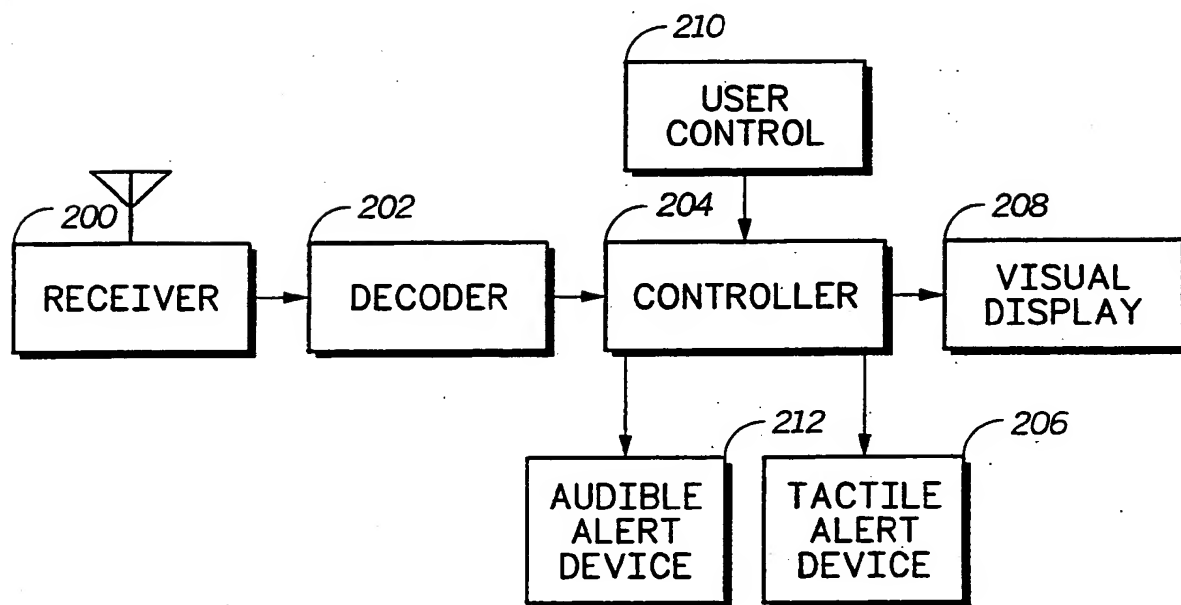 210
USER
CONTROL
200
RECEIVER
202
DECODER
204
CONTROLLER
208
VISUAL
DISPLAY
212
AUDIBLE
ALERT
DEVICE
206
TACTILE
ALERT
DEVICE